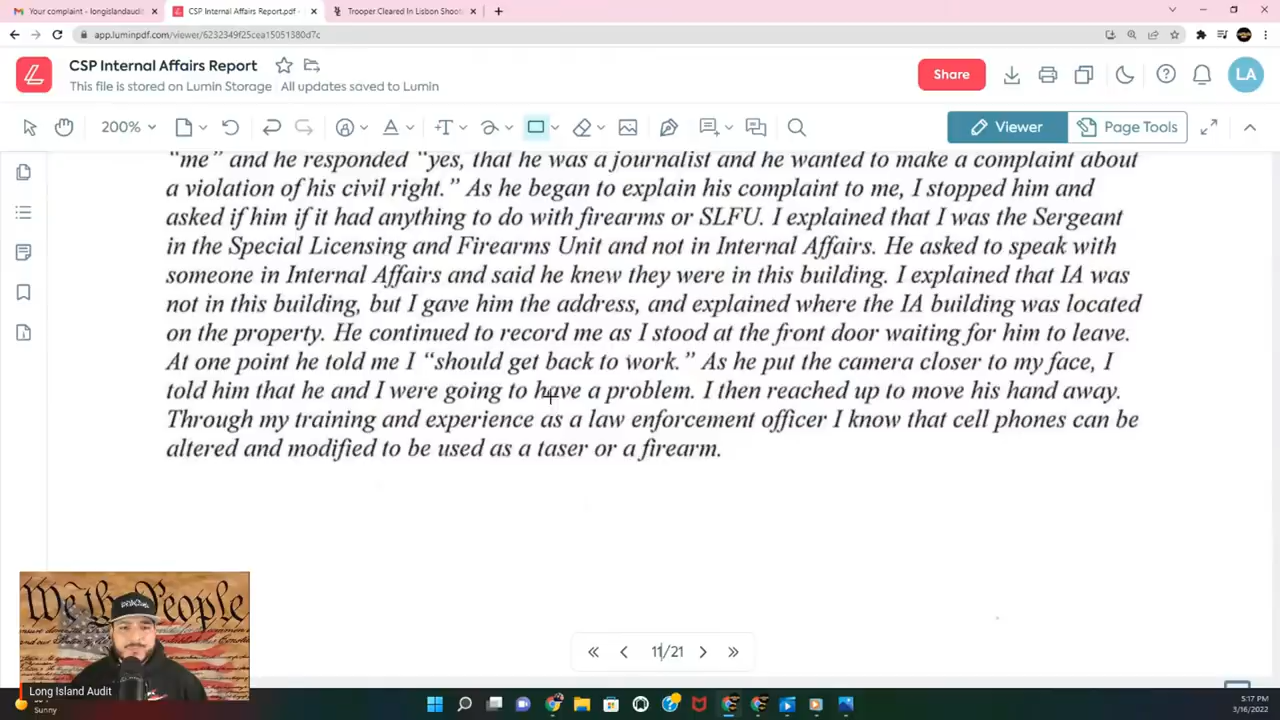 Your complaint - longislandaudi
CSP Internal Affairs Report.pdf -
Trooper Cleared In Lisbon Shooti
app.luminpdf.com/viewer/6232349f25cea15051380d7c
CSP Internal Affairs Report
This file is stored on Lumin Storage
All updates saved to Lumin
Share
LA
200%
Viewer
Page Tools
“me” and he responded “yes, that he was a journalist and he wanted to make a complaint about
a violation of his civil right.” As he began to explain his complaint to me, I stopped him and
asked if him if it had anything to do with firearms or SLFU. I explained that I was the Sergeant
in the Special Licensing and Firearms Unit and not in Internal Affairs. He asked to speak with
someone in Internal Affairs and said he knew they were in this building. I explained that IA was
not in this building, but I gave him the address, and explained where the IA building was located
on the property. He continued to record me as I stood at the front door waiting for him to leave.
At one point he told me I “should get back to work.” As he put the camera closer to my face, I
told him that he and I were going to have a problem. I then reached up to move his hand away.
Through my training and experience as a law enforcement officer I know that cell phones can be
altered and modified to be used as a taser or a firearm.
We the People
11/21
Long Island Audit
Sunny
5:17 PM
3/16/2022